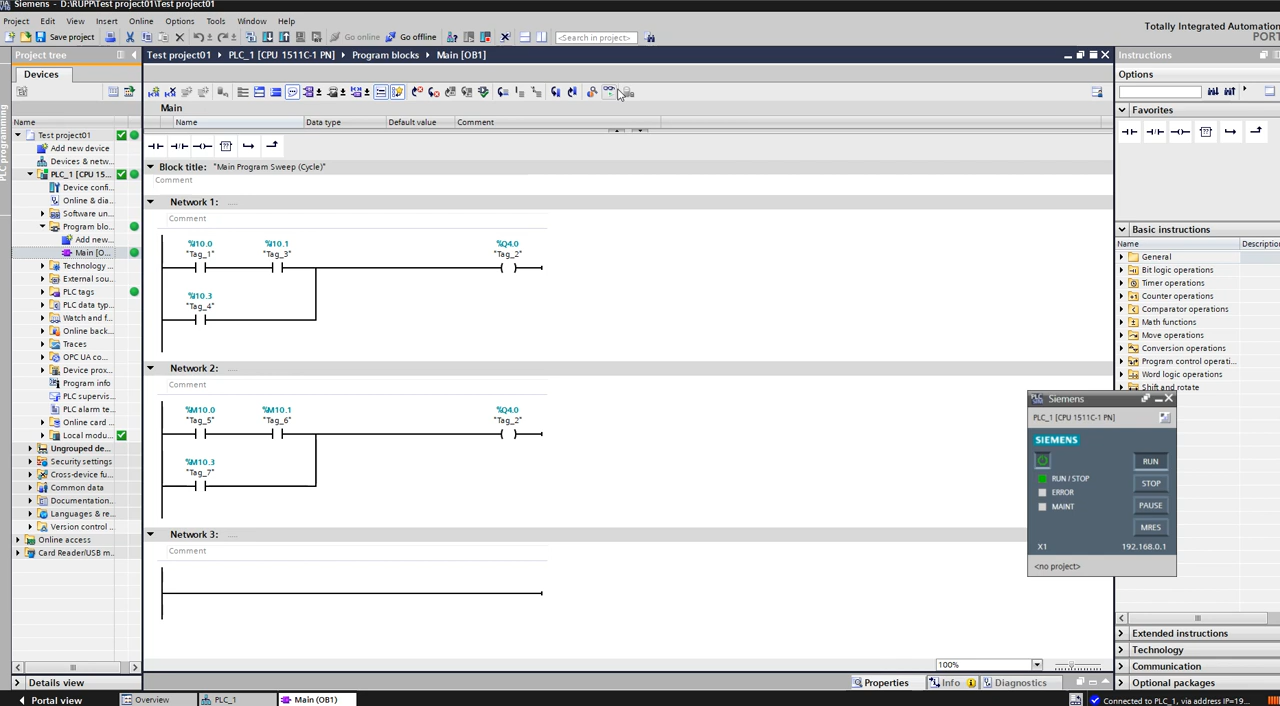 Siemens - D:\RUPP\Test project01\Test project01
Project Edit View Insert Online Options Tools Window Help
Totally Integrated Automation
PORT
Save project Go online Go offline <Search in project>
Project tree
Test project01 PLC_1 [CPU 1511C-1 PN] Program blocks Main [OB1]
Instructions
Devices
Options
Main
Name
Name Data type Default value Comment
Favorites
Test project01
Add new device
Devices & netw...
PLC_1 [CPU 15...
Device confi...
Online & dia...
Software un...
Program blo...
Add new...
Main [O...
Technology ...
External sou...
PLC tags
PLC data typ...
Watch and f...
Online back...
Traces
OPC UA co...
Device prox...
Program info
PLC supervis...
PLC alarm te...
Online card ...
Local modu...
Ungrouped de...
Security settings
Cross-device fu...
Common data
Documentation...
Languages & re...
Version control ...
Online access
Card Reader/USB m...
PLC programming
Block title: "Main Program Sweep (Cycle)"
Comment
Network 1: .....
Comment
%I10.0 %I10.1 %Q4.0
"Tag_1" "Tag_3" "Tag_2"
%I10.3
"Tag_4"
Network 2: .....
Comment
%M10.0 %M10.1 %Q4.0
"Tag_5" "Tag_6" "Tag_2"
%M10.3
"Tag_7"
Network 3: .....
Comment
100%
Basic instructions
Name Description
General
Bit logic operations
Timer operations
Counter operations
Comparator operations
Math functions
Move operations
Conversion operations
Program control operati...
Word logic operations
Shift and rotate
Siemens
PLC_1 [CPU 1511C-1 PN]
SIEMENS
RUN
RUN / STOP
STOP
ERROR
MAINT
PAUSE
MRES
X1 192.168.0.1
<no project>
Extended instructions
Technology
Communication
Optional packages
Details view
Properties Info Diagnostics
Portal view Overview PLC_1 Main (OB1)
Connected to PLC_1, via address IP=19...